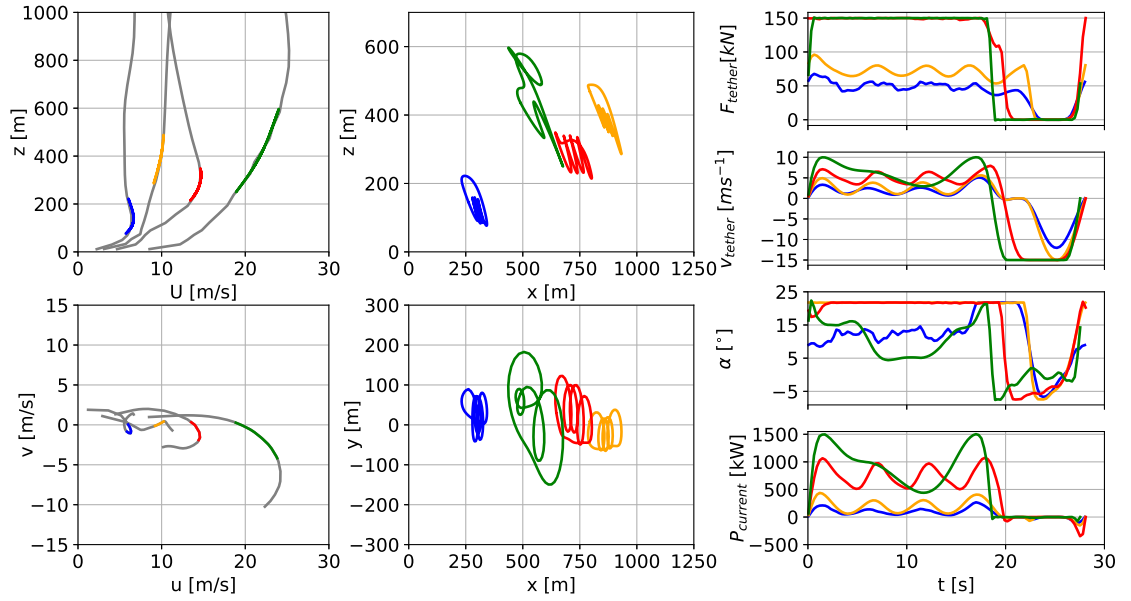 1000
800
600
400
200
0
z [m]
0 10 20 30
U [m/s]
600
400
200
0
z [m]
0 250 500 750 1000 1250
x [m]
150
100
50
0
F_tether [kN]
10
5
0
−5
−10
−15
v_tether [ms⁻¹]
25
15
5
−5
α [°]
15
10
5
0
−5
−10
−15
v [m/s]
0 10 20 30
u [m/s]
300
200
100
0
−100
−200
−300
y [m]
0 250 500 750 1000 1250
x [m]
1500
1000
500
0
−500
P_current [kW]
0 10 20 30
t [s]